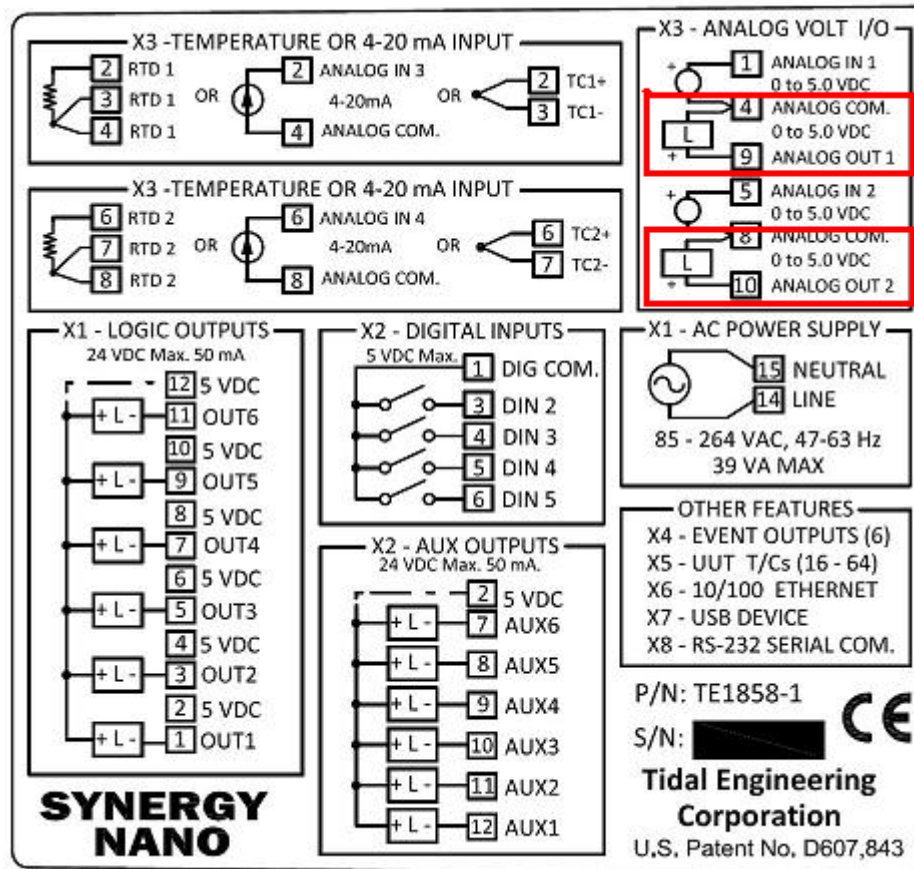 X3 -TEMPERATURE OR 4-20 mA INPUT
2 RTD 1 OR 2 ANALOG IN 3 OR 2 TC1+
3 RTD 1 4-20mA 3 TC1-
4 RTD 1 4 ANALOG COM.
X3 -TEMPERATURE OR 4-20 mA INPUT
6 RTD 2 OR 6 ANALOG IN 4 OR 6 TC2+
7 RTD 2 4-20mA 7 TC2-
8 RTD 2 8 ANALOG COM.
X3 - ANALOG VOLT I/O
+ 1 ANALOG IN 1
0 to 5.0 VDC
4 ANALOG COM.
L 0 to 5.0 VDC
+ 9 ANALOG OUT 1
+ 5 ANALOG IN 2
0 to 5.0 VDC
8 ANALOG COM.
L 0 to 5.0 VDC
+ 10 ANALOG OUT 2
X1 - LOGIC OUTPUTS
24 VDC Max. 50 mA
12 5 VDC
+ L - 11 OUT6
10 5 VDC
+ L - 9 OUT5
8 5 VDC
+ L - 7 OUT4
6 5 VDC
+ L - 5 OUT3
4 5 VDC
+ L - 3 OUT2
2 5 VDC
+ L - 1 OUT1
X2 - DIGITAL INPUTS
5 VDC Max. 1 DIG COM.
3 DIN 2
4 DIN 3
5 DIN 4
6 DIN 5
X2 - AUX OUTPUTS
24 VDC Max. 50 mA.
2 5 VDC
+ L - 7 AUX6
+ L - 8 AUX5
+ L - 9 AUX4
+ L - 10 AUX3
+ L - 11 AUX2
+ L - 12 AUX1
X1 - AC POWER SUPPLY
15 NEUTRAL
14 LINE
85 - 264 VAC, 47-63 Hz
39 VA MAX
OTHER FEATURES
X4 - EVENT OUTPUTS (6)
X5 - UUT T/Cs (16 - 64)
X6 - 10/100 ETHERNET
X7 - USB DEVICE
X8 - RS-232 SERIAL COM.
P/N: TE1858-1
CE
S/N:
Tidal Engineering
Corporation
U.S. Patent No. D607,843
SYNERGY
NANO